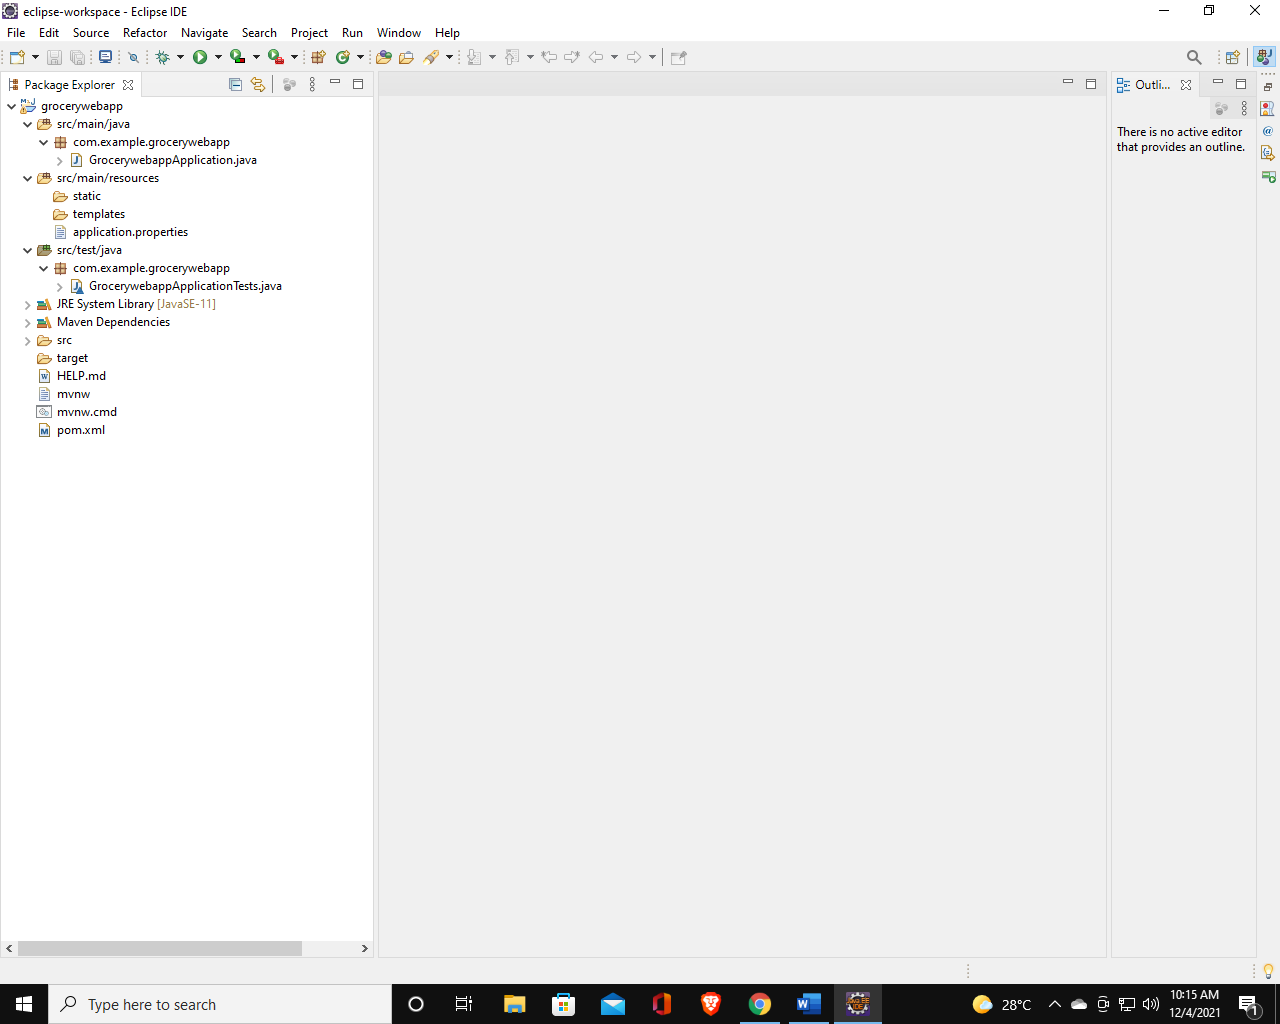 eclipse-workspace - Eclipse IDE
File Edit Source Refactor Navigate Search Project Run Window Help
Package Explorer
Outli...
grocerywebapp
src/main/java
com.example.grocerywebapp
GrocerywebappApplication.java
src/main/resources
static
templates
application.properties
src/test/java
com.example.grocerywebapp
GrocerywebappApplicationTests.java
JRE System Library [JavaSE-11]
Maven Dependencies
src
target
HELP.md
mvnw
mvnw.cmd
pom.xml
There is no active editor
that provides an outline.
Type here to search
28°C
10:15 AM
12/4/2021
1